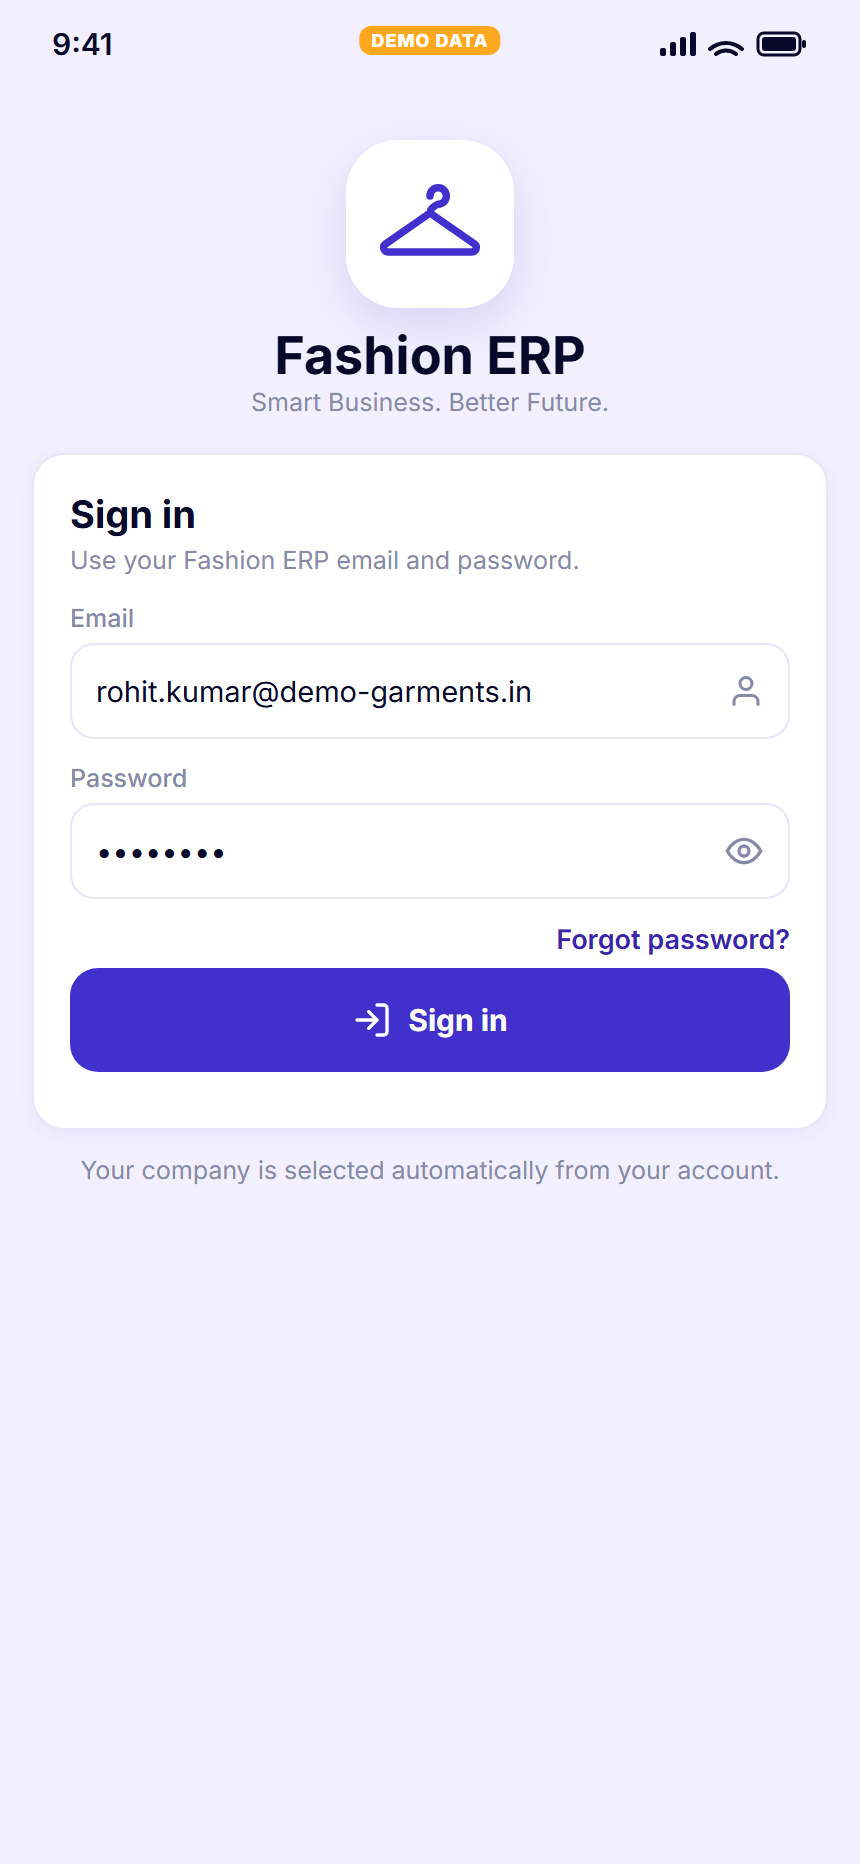 9:41
DEMO DATA
Fashion ERP
Smart Business. Better Future.
Sign in
Use your Fashion ERP email and password.
Email
rohit.kumar@demo-garments.in
Password
••••••••
Forgot password?
Sign in
Your company is selected automatically from your account.